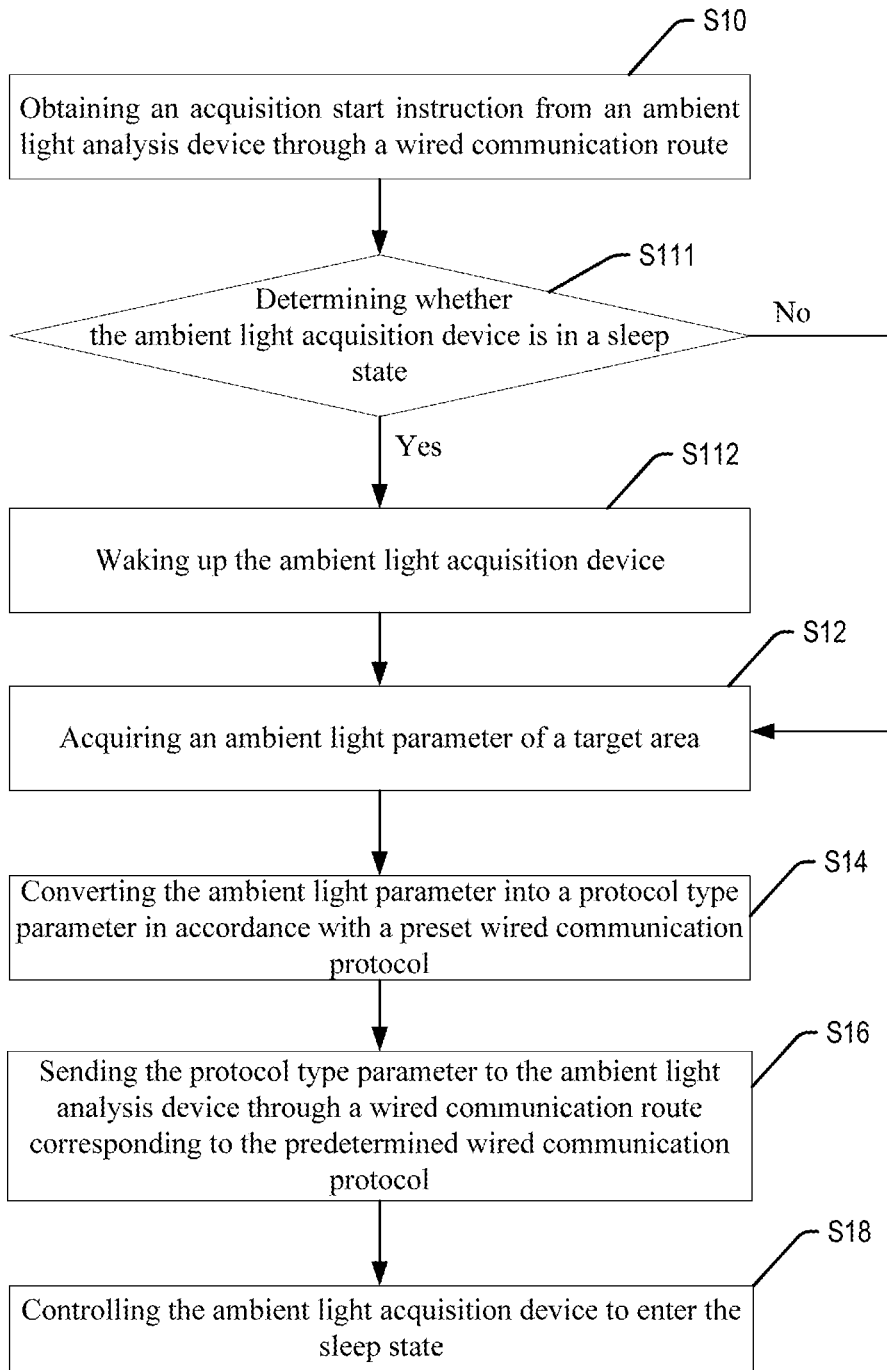 S10
Obtaining an acquisition start instruction from an ambient
light analysis device through a wired communication route
S111
Determining whether
the ambient light acquisition device is in a sleep
state
No
Yes
S112
Waking up the ambient light acquisition device
S12
Acquiring an ambient light parameter of a target area
S14
Converting the ambient light parameter into a protocol type
parameter in accordance with a preset wired communication
protocol
S16
Sending the protocol type parameter to the ambient light
analysis device through a wired communication route
corresponding to the predetermined wired communication
protocol
S18
Controlling the ambient light acquisition device to enter the
sleep state